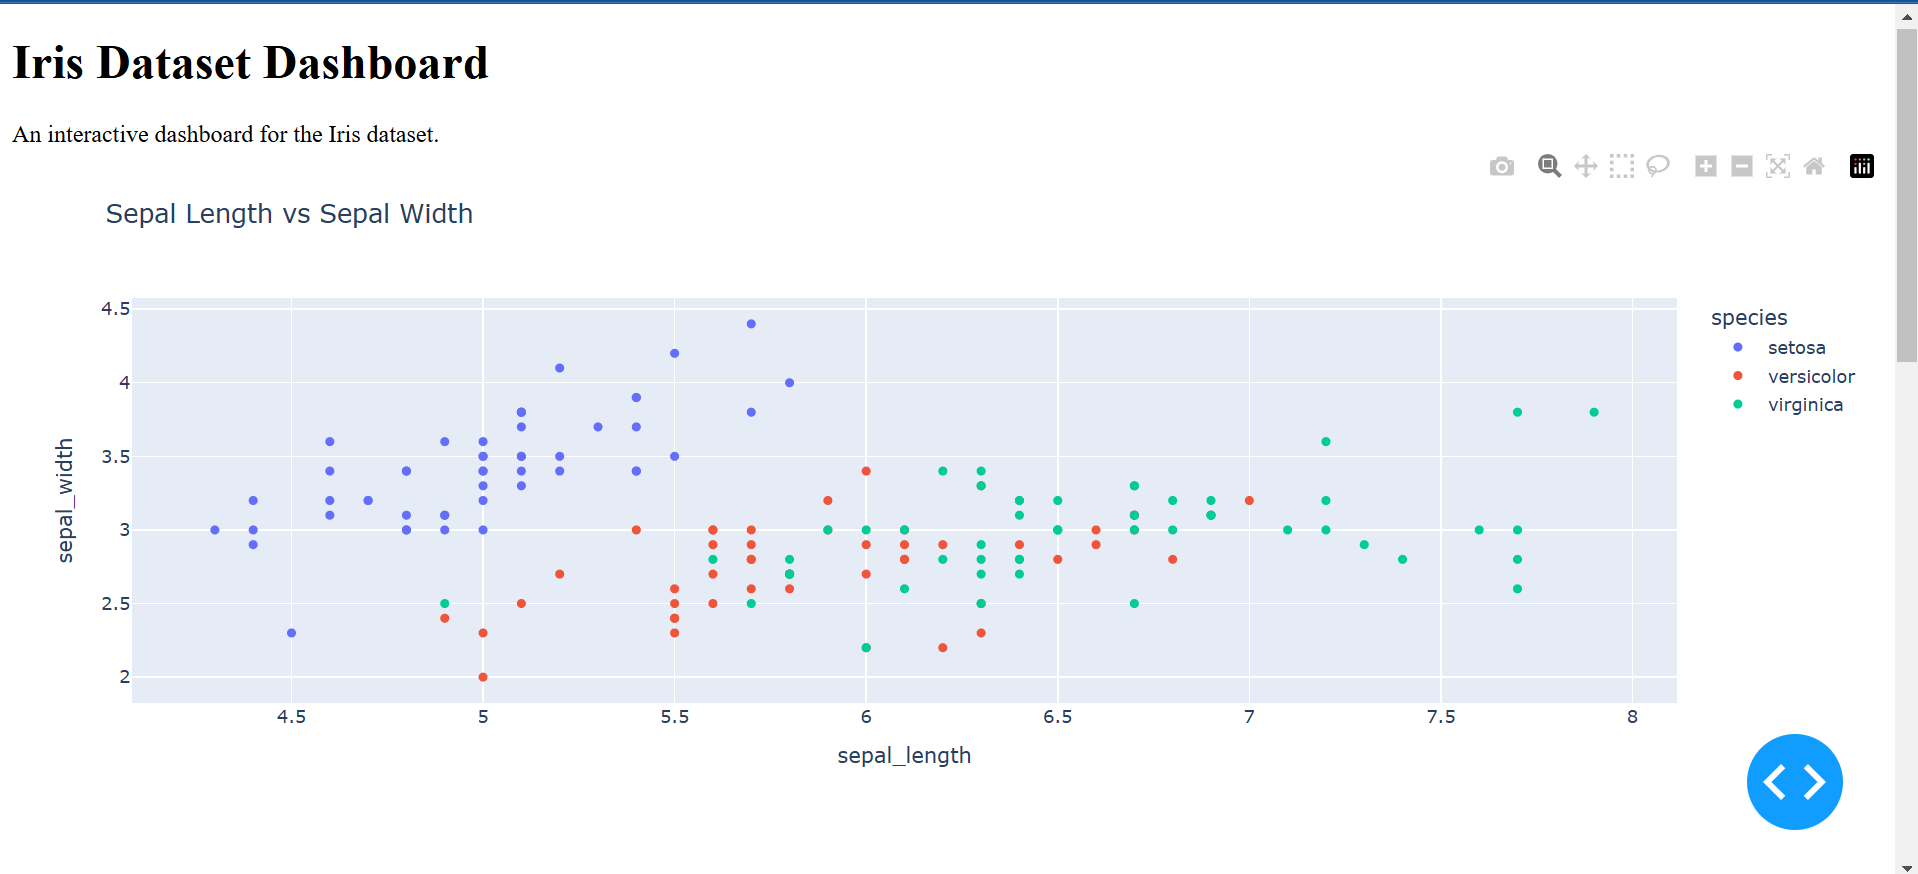 Iris Dataset Dashboard
An interactive dashboard for the Iris dataset.
Sepal Length vs Sepal Width
4.5
4
3.5
3
2.5
2
sepal_width
4.5 5 5.5 6 6.5 7 7.5 8
sepal_length
species
setosa
versicolor
virginica